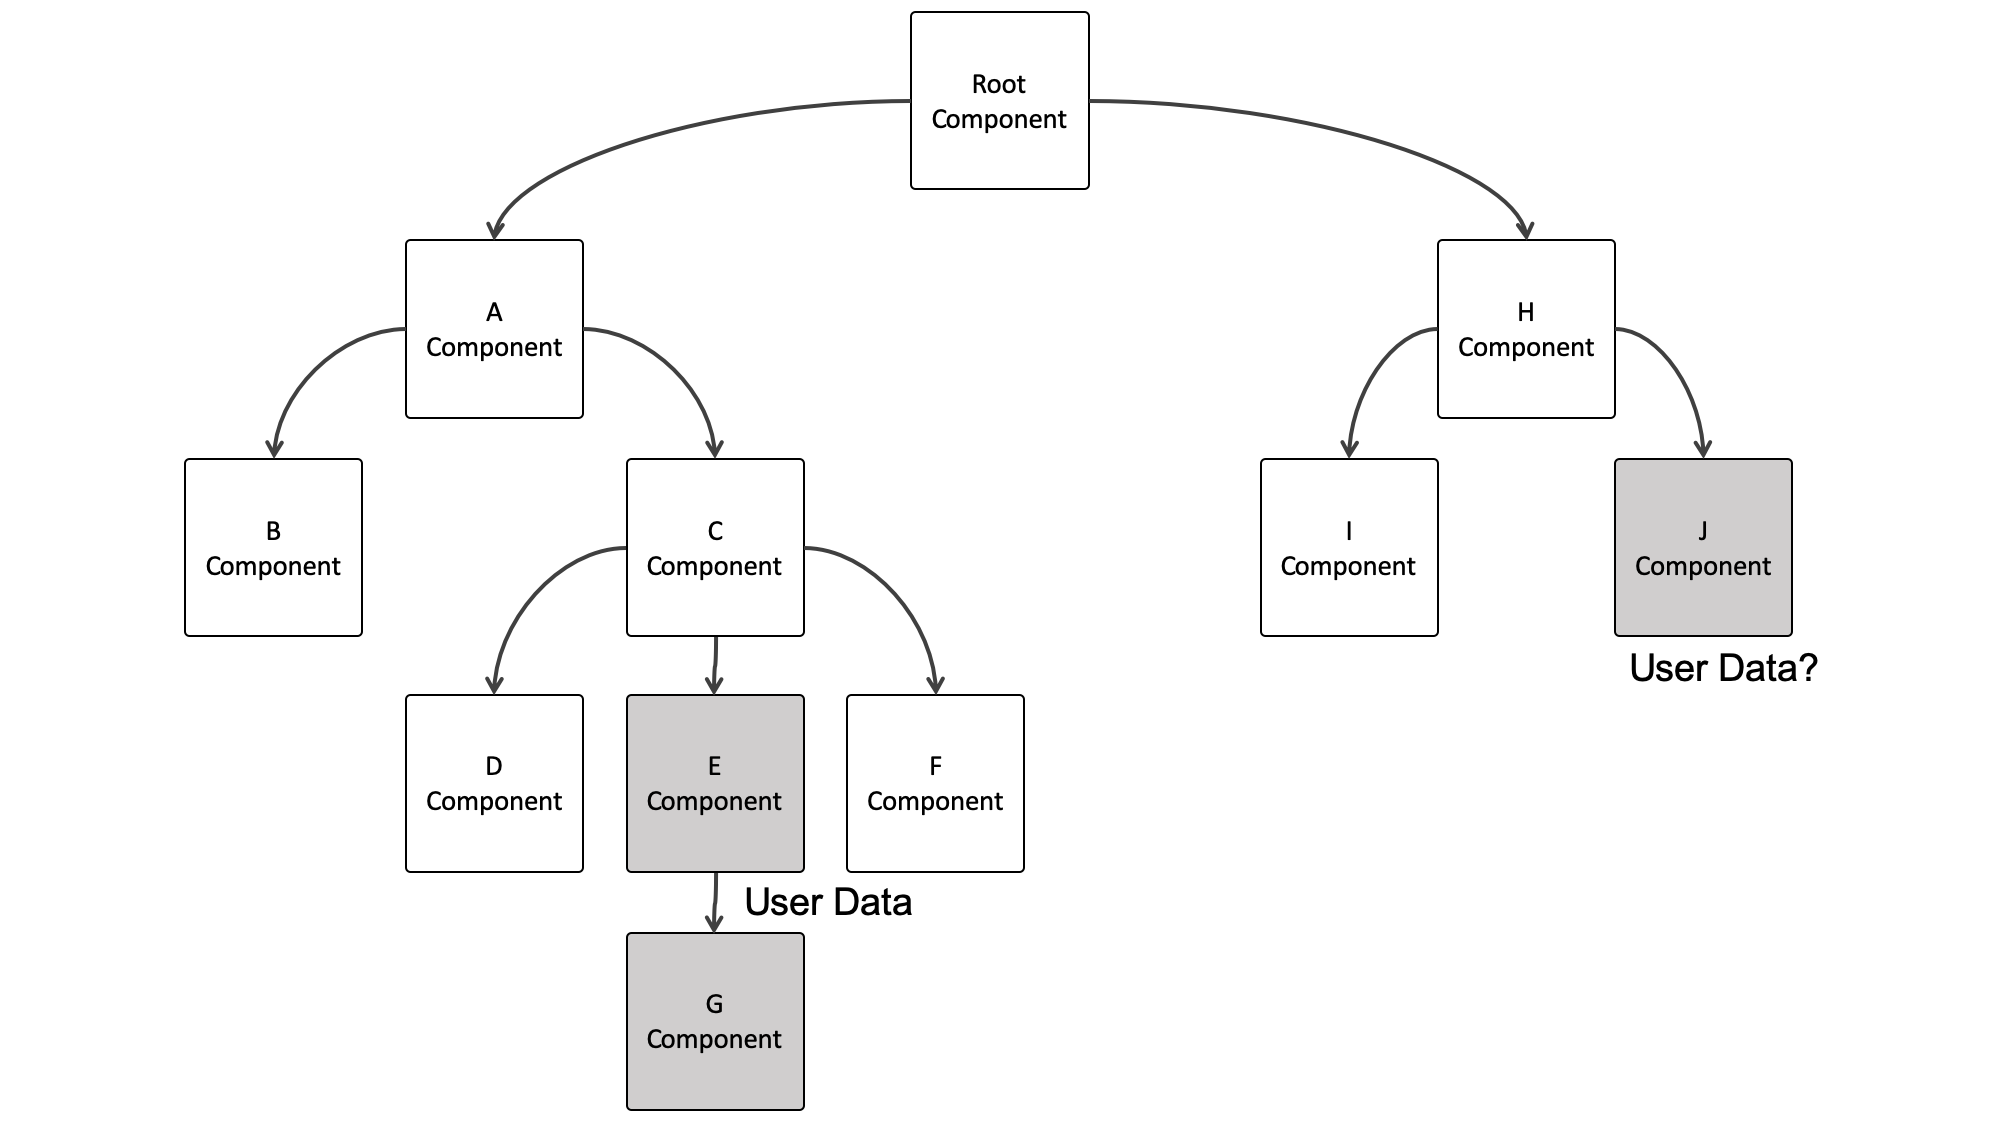 Root
Component
A
Component
H
Component
B
Component
C
Component
I
Component
J
Component
User Data?
D
Component
E
Component
F
Component
User Data
G
Component